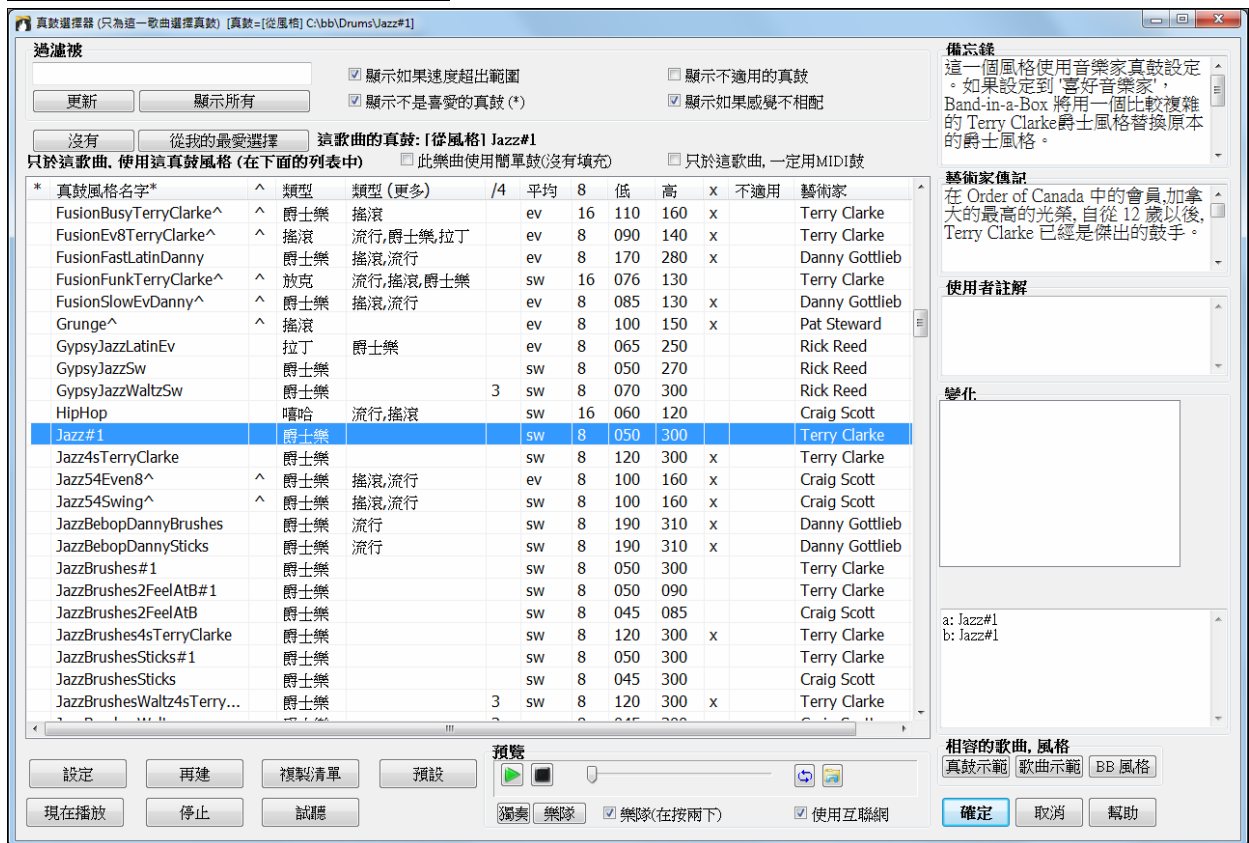 真鼓選擇器 (只為這一歌曲選擇真鼓) [真鼓=[從風格] C:\bb\Drums\Jazz#1]
過濾被
顯示如果速度超出範圍
顯示不適用的真鼓
更新
顯示所有
顯示不是喜愛的真鼓 (*)
顯示如果感覺不相配
沒有
從我的最愛選擇
這歌曲的真鼓: [從風格] Jazz#1
只於這歌曲, 使用這真鼓風格 (在下面的列表中)
此樂曲使用簡單鼓(沒有填充)
只於這歌曲, 一定用MIDI鼓
* 真鼓風格名字* ^ 類型 類型 (更多) /4 平均 8 低 高 x 不適用 藝術家
FusionBusyTerryClarke^ ^ 爵士樂 搖滾 ev 16 110 160 x Terry Clarke
FusionEv8TerryClarke^ ^ 搖滾 流行,爵士樂,拉丁 ev 8 090 140 x Terry Clarke
FusionFastLatinDanny 爵士樂 搖滾,流行 ev 8 170 280 x Danny Gottlieb
FusionFunkTerryClarke^ ^ 放克 流行,搖滾,爵士樂 sw 16 076 130 Terry Clarke
FusionSlowEvDanny^ ^ 爵士樂 搖滾,流行 ev 8 085 130 x Danny Gottlieb
Grunge^ ^ 搖滾 ev 8 100 150 x Pat Steward
GypsyJazzLatinEv 拉丁 爵士樂 ev 8 065 250 Rick Reed
GypsyJazzSw 爵士樂 sw 8 050 270 Rick Reed
GypsyJazzWaltzSw 爵士樂 3 sw 8 070 300 Rick Reed
HipHop 嘻哈 流行,搖滾 sw 16 060 120 Craig Scott
Jazz#1 爵士樂 sw 8 050 300 Terry Clarke
Jazz4sTerryClarke 爵士樂 sw 8 120 300 x Terry Clarke
Jazz54Even8^ ^ 爵士樂 搖滾,流行 ev 8 100 160 x Craig Scott
Jazz54Swing^ ^ 爵士樂 搖滾,流行 sw 8 100 160 x Craig Scott
JazzBebopDannyBrushes 爵士樂 流行 sw 8 190 310 x Danny Gottlieb
JazzBebopDannySticks 爵士樂 流行 sw 8 190 310 x Danny Gottlieb
JazzBrushes#1 爵士樂 sw 8 050 300 Terry Clarke
JazzBrushes2FeelAtB#1 爵士樂 sw 8 050 090 Terry Clarke
JazzBrushes2FeelAtB 爵士樂 sw 8 045 085 Craig Scott
JazzBrushes4sTerryClarke 爵士樂 sw 8 120 300 x Terry Clarke
JazzBrushesSticks#1 爵士樂 sw 8 050 300 Terry Clarke
JazzBrushesSticks 爵士樂 sw 8 045 300 Craig Scott
JazzBrushesWaltz4sTerry... 爵士樂 3 sw 8 120 300 x Terry Clarke
備忘錄
這一個風格使用音樂家真鼓設定
。如果設定到 '喜好音樂家',
Band-in-a-Box 將用一個比較複雜
的 Terry Clarke爵士風格替換原本
的爵士風格。
藝術家傳記
在 Order of Canada 中的會員,加拿
大的最高的光榮, 自從 12 歲以後,
Terry Clarke 已經是傑出的鼓手。
使用者註解
變化
a: Jazz#1
b: Jazz#1
設定
再建
複製清單
預設
預覽
現在播放
停止
試聽
獨奏
樂隊
樂隊(在按兩下)
使用互聯網
相容的歌曲, 風格
真鼓示範
歌曲示範
BB 風格
確定
取消
幫助